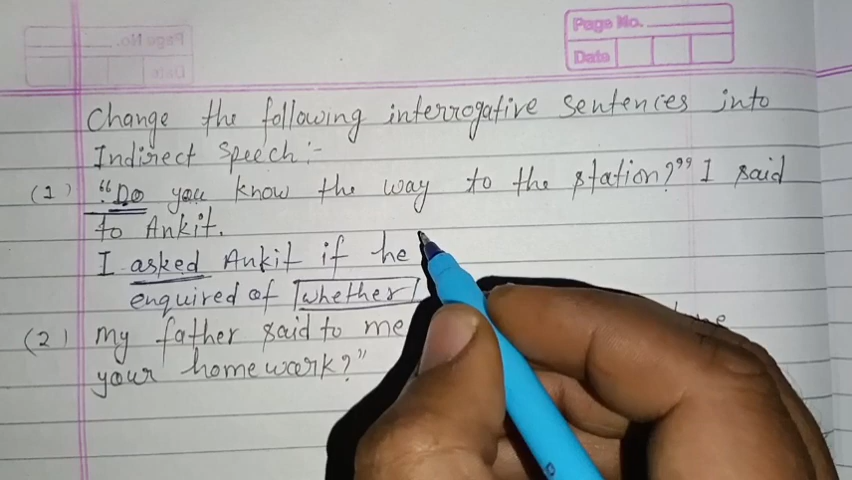 Page No.
Date
Change the following interrogative sentences into
Indirect speech:-
(1) "Do you know the way to the station?" I said
to Ankit.
I asked Ankit if he
enquired of whether
(2) My father said to me
your homework?"